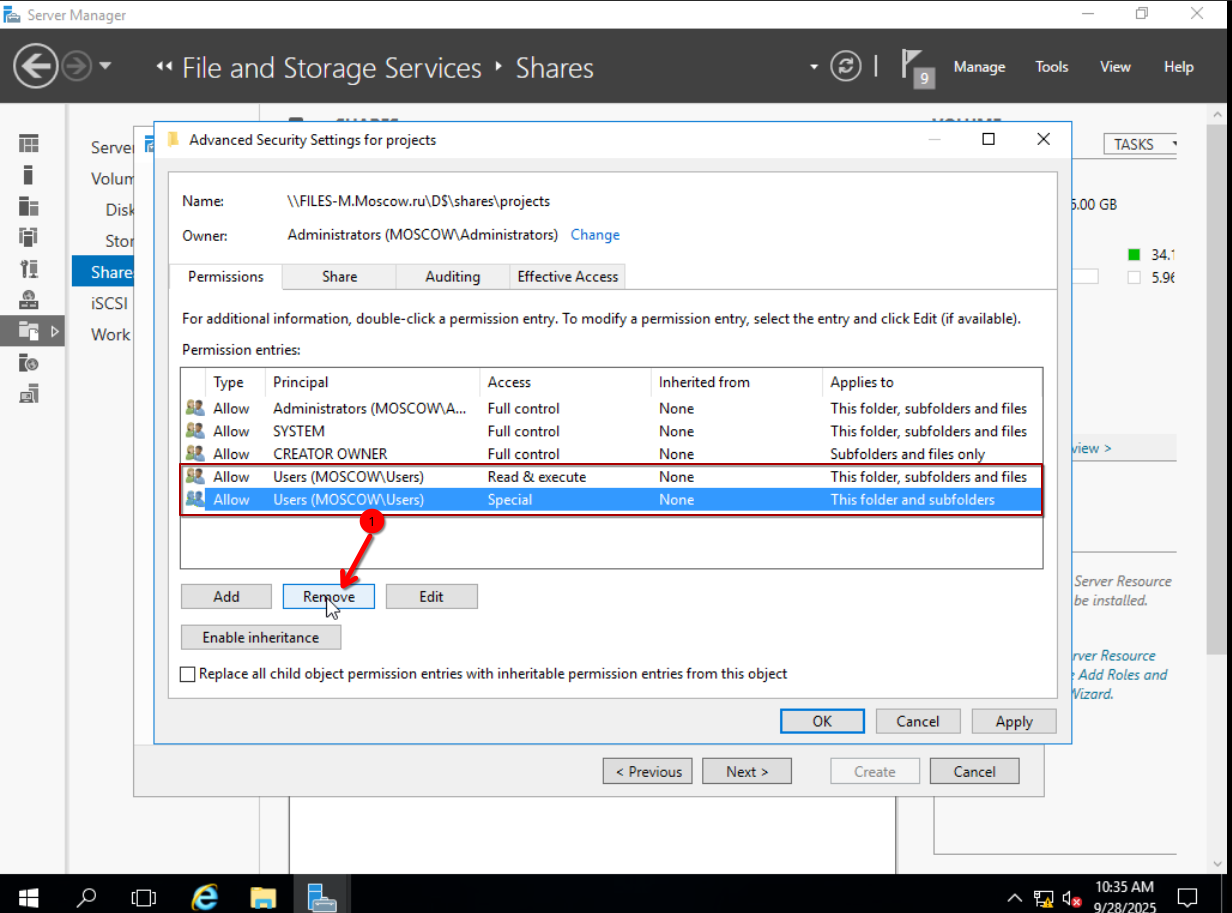 Server Manager
File and Storage Services ‣ Shares
9
Manage Tools View Help
TASKS
Advanced Security Settings for projects
Name: \\FILES-M.Moscow.ru\D$\shares\projects
Owner: Administrators (MOSCOW\Administrators) Change
Permissions Share Auditing Effective Access
For additional information, double-click a permission entry. To modify a permission entry, select the entry and click Edit (if available).
Permission entries:
Type Principal Access Inherited from Applies to
Allow Administrators (MOSCOW\A... Full control None This folder, subfolders and files
Allow SYSTEM Full control None This folder, subfolders and files
Allow CREATOR OWNER Full control None Subfolders and files only
Allow Users (MOSCOW\Users) Read & execute None This folder, subfolders and files
Allow Users (MOSCOW\Users) Special None This folder and subfolders
1
Add Remove Edit
Enable inheritance
Replace all child object permission entries with inheritable permission entries from this object
OK Cancel Apply
< Previous Next > Create Cancel
Share
iSCSI
Work
GB
34.1
5.96
view >
Server Resource
be installed.
Resource
Add Roles and
Wizard.
10:35 AM
9/28/2025